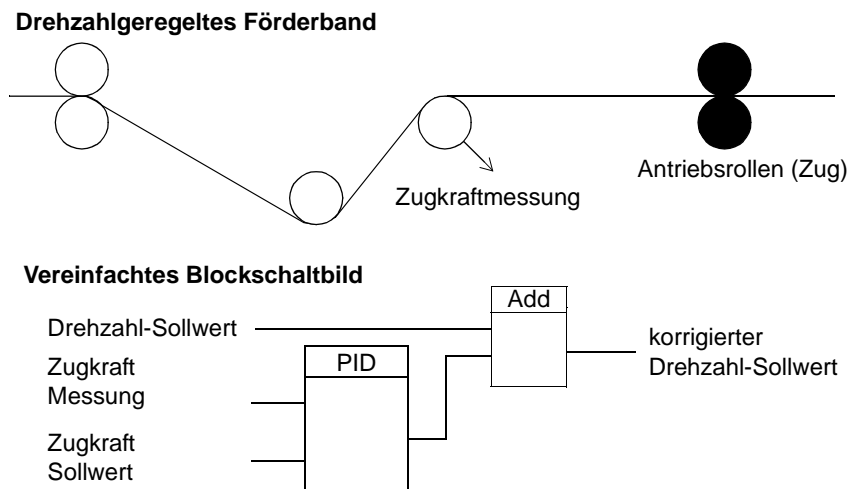 Drehzahlgeregeltes Förderband
Antriebsrollen (Zug)
Zugkraftmessung
Vereinfachtes Blockschaltbild
Add
Drehzahl-Sollwert
korrigierter
Drehzahl-Sollwert
Zugkraft
Messung
PID
Zugkraft
Sollwert